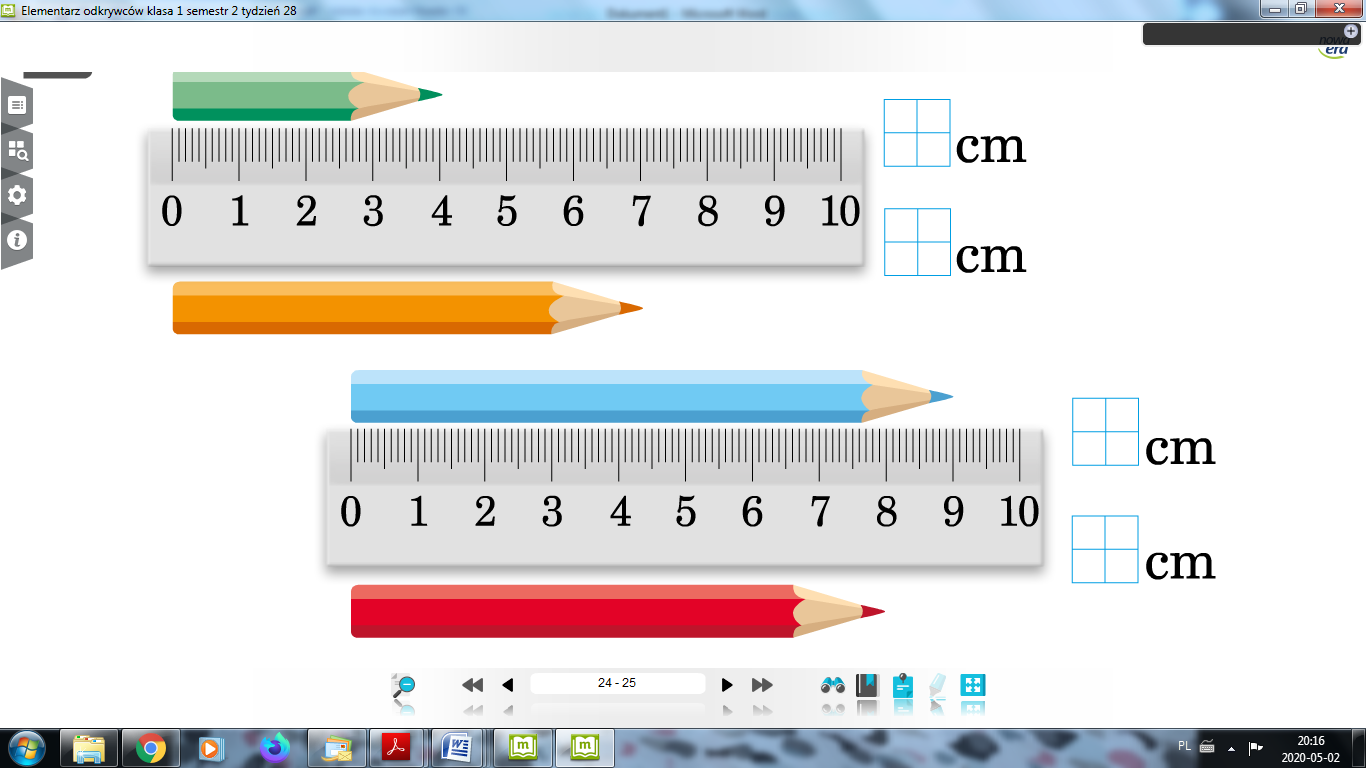 Elementarz odkrywców klasa 1 semestr 2 tydzień 28
nowa
era
cm
0 1 2 3 4 5 6 7 8 9 10
cm
cm
0 1 2 3 4 5 6 7 8 9 10
cm
24 - 25
PL
20:16
2020-05-02